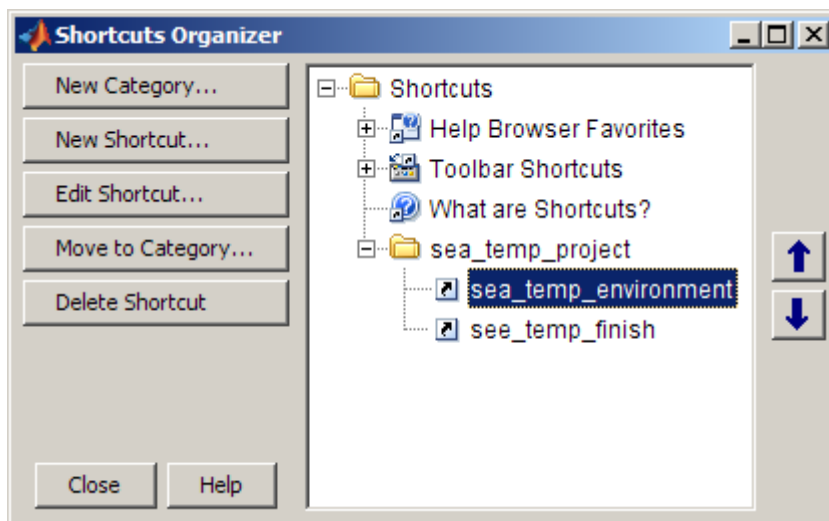 Shortcuts Organizer
New Category...
New Shortcut...
Edit Shortcut...
Move to Category...
Delete Shortcut
Shortcuts
Help Browser Favorites
Toolbar Shortcuts
What are Shortcuts?
sea_temp_project
sea_temp_environment
see_temp_finish
Close
Help